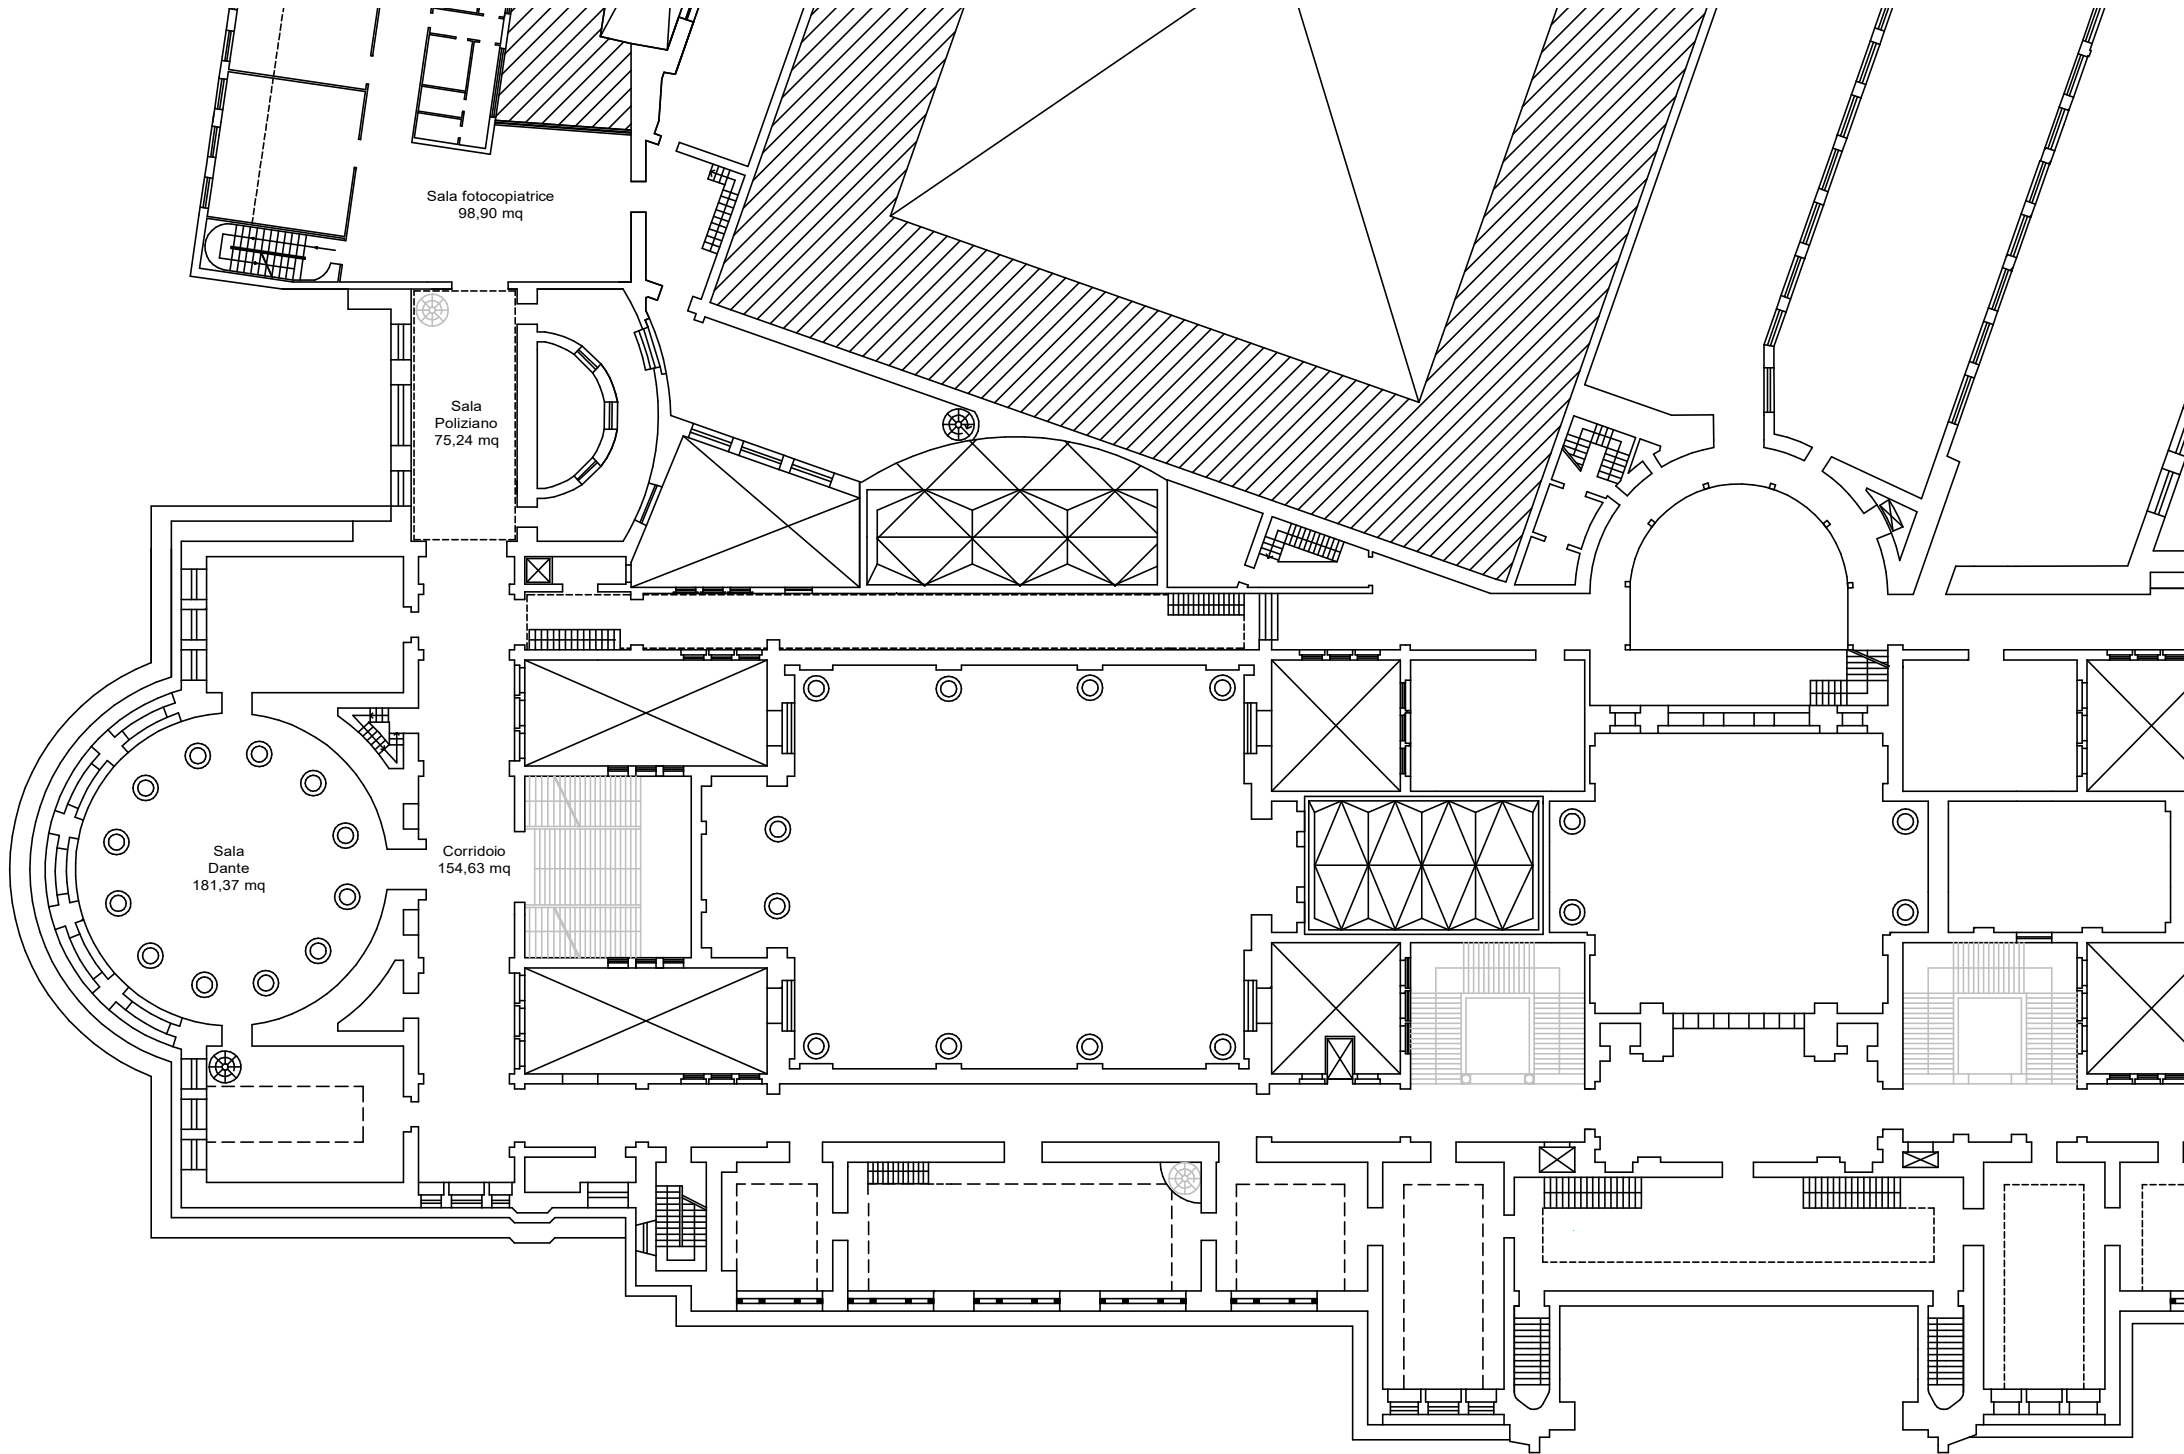 Sala fotocopiatrice
98,90 mq
Sala
Poliziano
75,24 mq
Sala
Dante
181,37 mq
Corridoio
154,63 mq